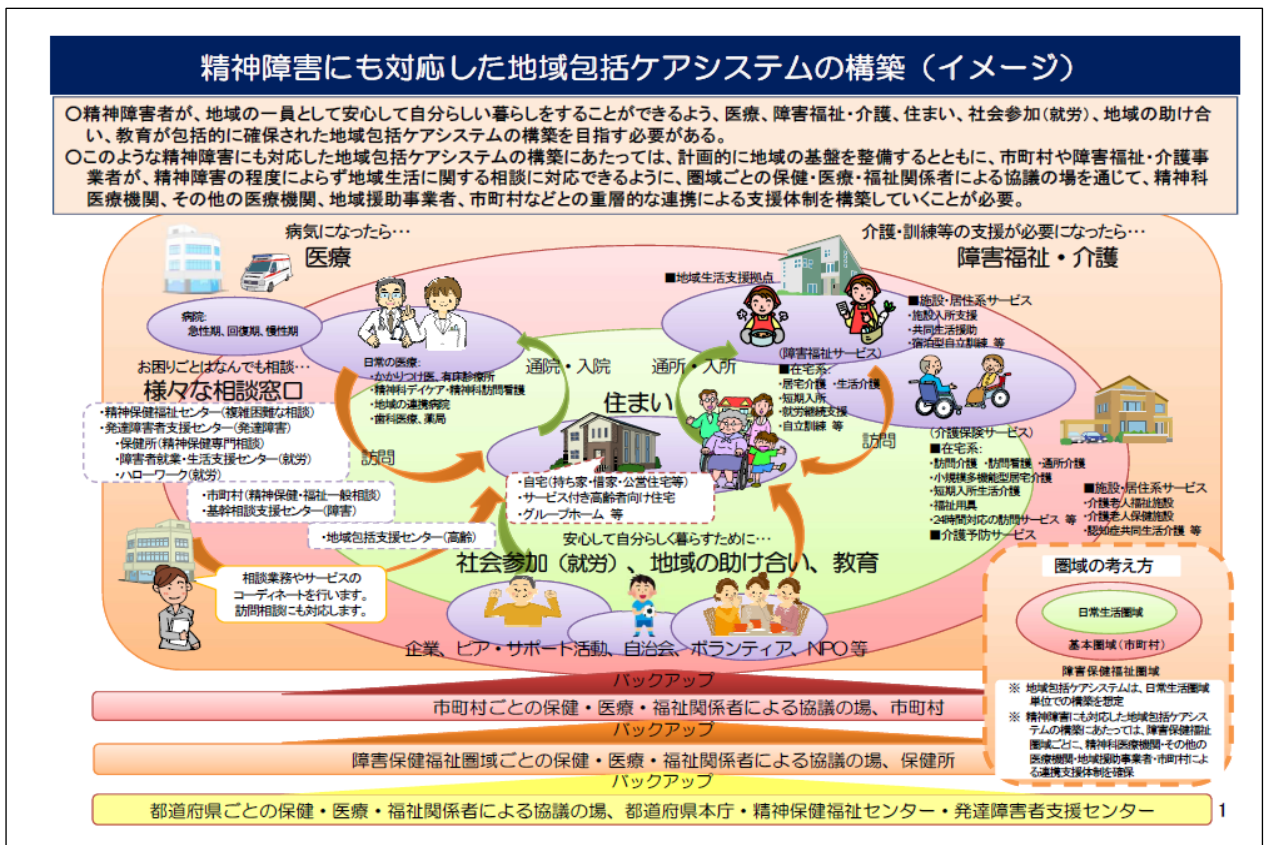 精神障害にも対応した地域包括ケアシステムの構築（イメージ）
○精神障害者が、地域の一員として安心して自分らしい暮らしをすることができるよう、医療、障害福祉・介護、住まい、社会参加（就労）、地域の助け合
い、教育が包括的に確保された地域包括ケアシステムの構築を目指す必要がある。
○このような精神障害にも対応した地域包括ケアシステムの構築にあたっては、計画的に地域の基盤を整備するとともに、市町村や障害福祉・介護事
業者が、精神障害の程度によらず地域生活に関する相談に対応できるように、圏域ごとの保健・医療・福祉関係者による協議の場を通じて、精神科
医療機関、その他の医療機関、地域援助事業者、市町村などとの重層的な連携による支援体制を構築していくことが必要。
病気になったら…
医療
病院:
急性期、回復期、慢性期
日常の医療:
・かかりつけ医、有床診療所
・精神科デイケア・精神科訪問看護
・地域の連携病院
・歯科医療、薬局
通院・入院
訪問
お困りごとはなんでも相談…
様々な相談窓口
・精神保健福祉センター（複雑困難な相談）
・発達障害者支援センター（発達障害）
・保健所（精神保健専門相談）
・障害者就業・生活支援センター（就労）
・ハローワーク（就労）
・市町村（精神保健・福祉一般相談）
・基幹相談支援センター（障害）
・地域包括支援センター（高齢）
相談業務やサービスの
コーディネートを行います。
訪問相談にも対応します。
住まい
・自宅（持ち家・借家・公営住宅等）
・サービス付き高齢者向け住宅
・グループホーム 等
介護・訓練等の支援が必要になったら…
障害福祉・介護
■地域生活支援拠点
通所・入所
訪問
（障害福祉サービス）
■在宅系:
・居宅介護 ・生活介護
・短期入所
・就労継続支援
・自立訓練 等
■施設・居住系サービス
・施設入所支援
・共同生活援助
・宿泊型自立訓練 等
（介護保険サービス）
■在宅系:
・訪問介護 ・訪問看護 ・通所介護
・小規模多機能型居宅介護
・短期入所生活介護
・福祉用具
・24時間対応の訪問サービス 等
■介護予防サービス
■施設・居住系サービス
・介護老人福祉施設
・介護老人保健施設
・認知症共同生活介護 等
安心して自分らしく暮らすために…
社会参加（就労）、地域の助け合い、教育
企業、ピア・サポート活動、自治会、ボランティア、NPO等
圏域の考え方
日常生活圏域
基本圏域（市町村）
障害保健福祉圏域
※ 地域包括ケアシステムは、日常生活圏域
単位での構築を想定
※ 精神障害にも対応した地域包括ケアシス
テムの構築にあたっては、障害保健福祉
圏域ごとに、精神科医療機関・その他の
医療機関・地域援助事業者・市町村によ
る連携支援体制を確保
バックアップ
市町村ごとの保健・医療・福祉関係者による協議の場、市町村
バックアップ
障害保健福祉圏域ごとの保健・医療・福祉関係者による協議の場、保健所
バックアップ
都道府県ごとの保健・医療・福祉関係者による協議の場、都道府県本庁・精神保健福祉センター・発達障害者支援センター
1